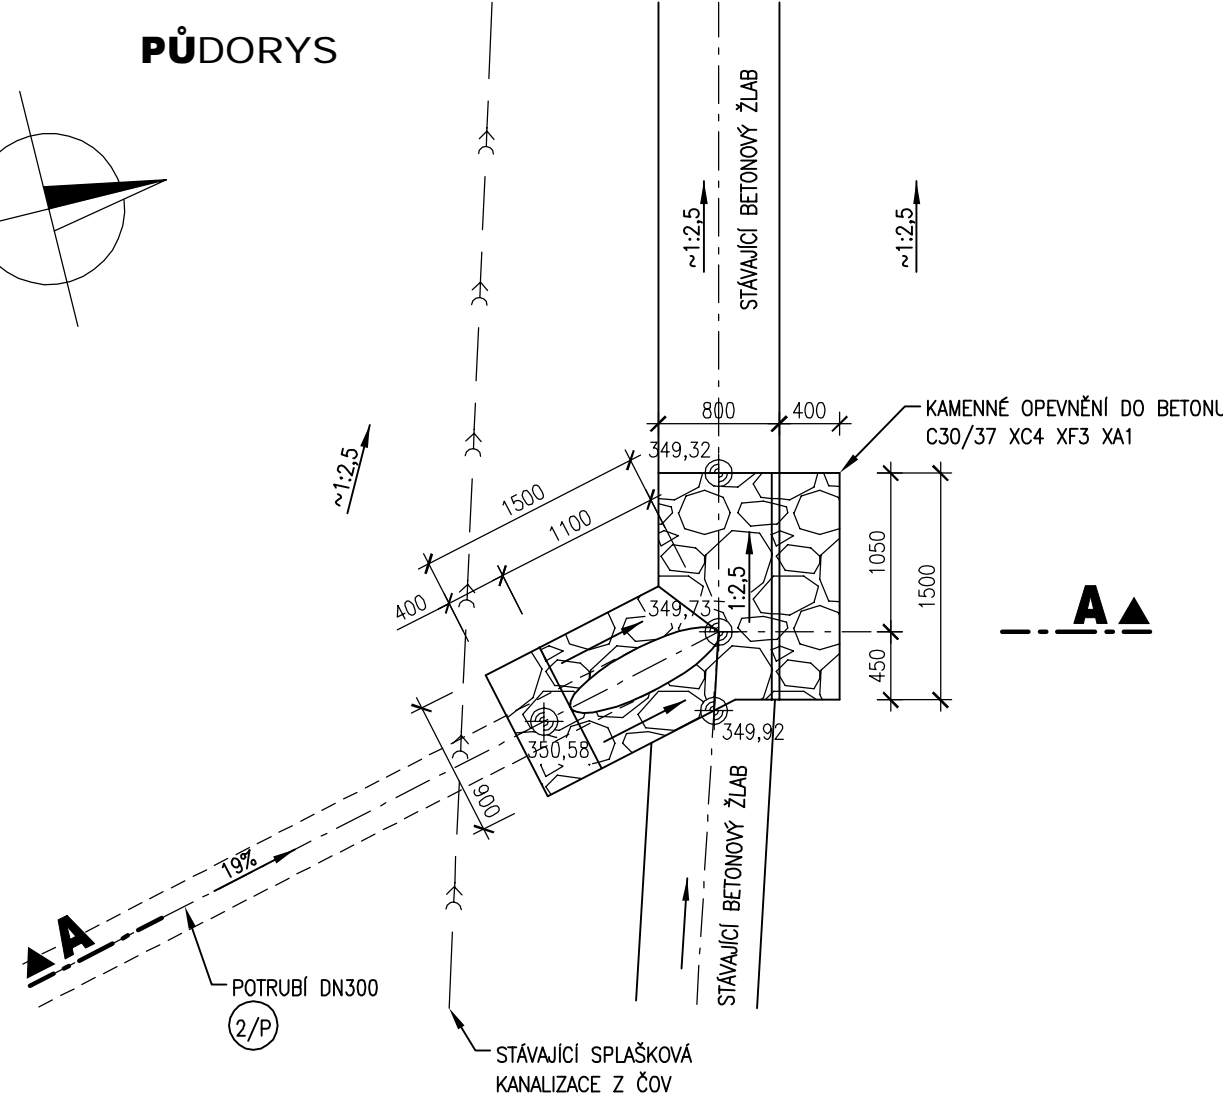 PŮDORYS
STÁVAJÍCÍ BETONOVÝ ŽLAB
~1:2,5
~1:2,5
~1:2,5
800
400
KAMENNÉ OPEVNĚNÍ DO BETONU
C30/37 XC4 XF3 XA1
349,32
1500
1100
400
1050
1500
450
1:2,5
349,73
A
349,92
350,58
900
19%
A
STÁVAJÍCÍ BETONOVÝ ŽLAB
POTRUBÍ DN300
2/P
STÁVAJÍCÍ SPLAŠKOVÁ
KANALIZACE Z ČOV